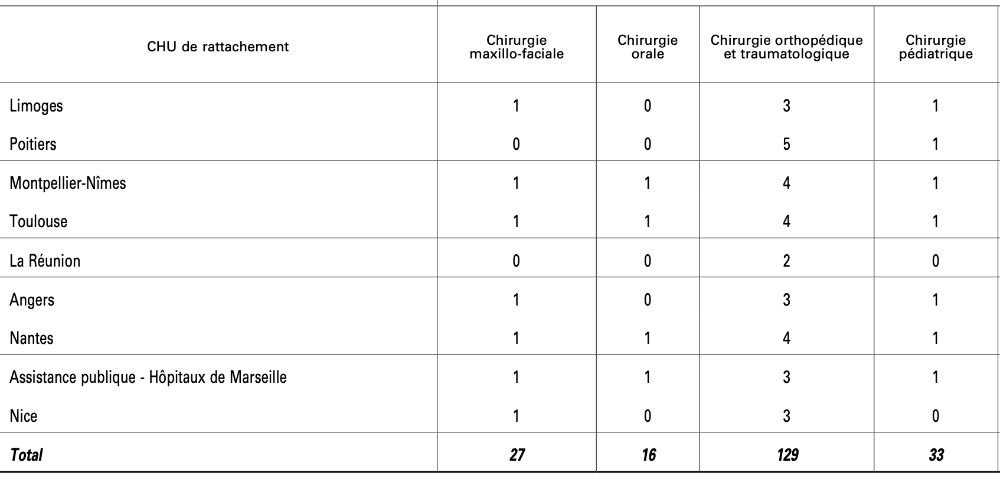 CHU de rattachement Chirurgie maxillo-faciale Chirurgie orale Chirurgie orthopédique et traumatologique Chirurgie pédiatrique
Limoges 1 0 3 1
Poitiers 0 0 5 1
Montpellier-Nîmes 1 1 4 1
Toulouse 1 1 4 1
La Réunion 0 0 2 0
Angers 1 0 3 1
Nantes 1 1 4 1
Assistance publique - Hôpitaux de Marseille 1 1 3 1
Nice 1 0 3 0
Total 27 16 129 33